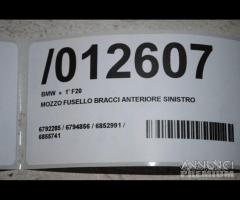 /012607
BMW • 1' F20
MOZZO FUSELLO BRACCI ANTERIORE SINISTRO
6792285 / 6794856 / 6852991 /
6855741
ANNUNCI
PREMIUM